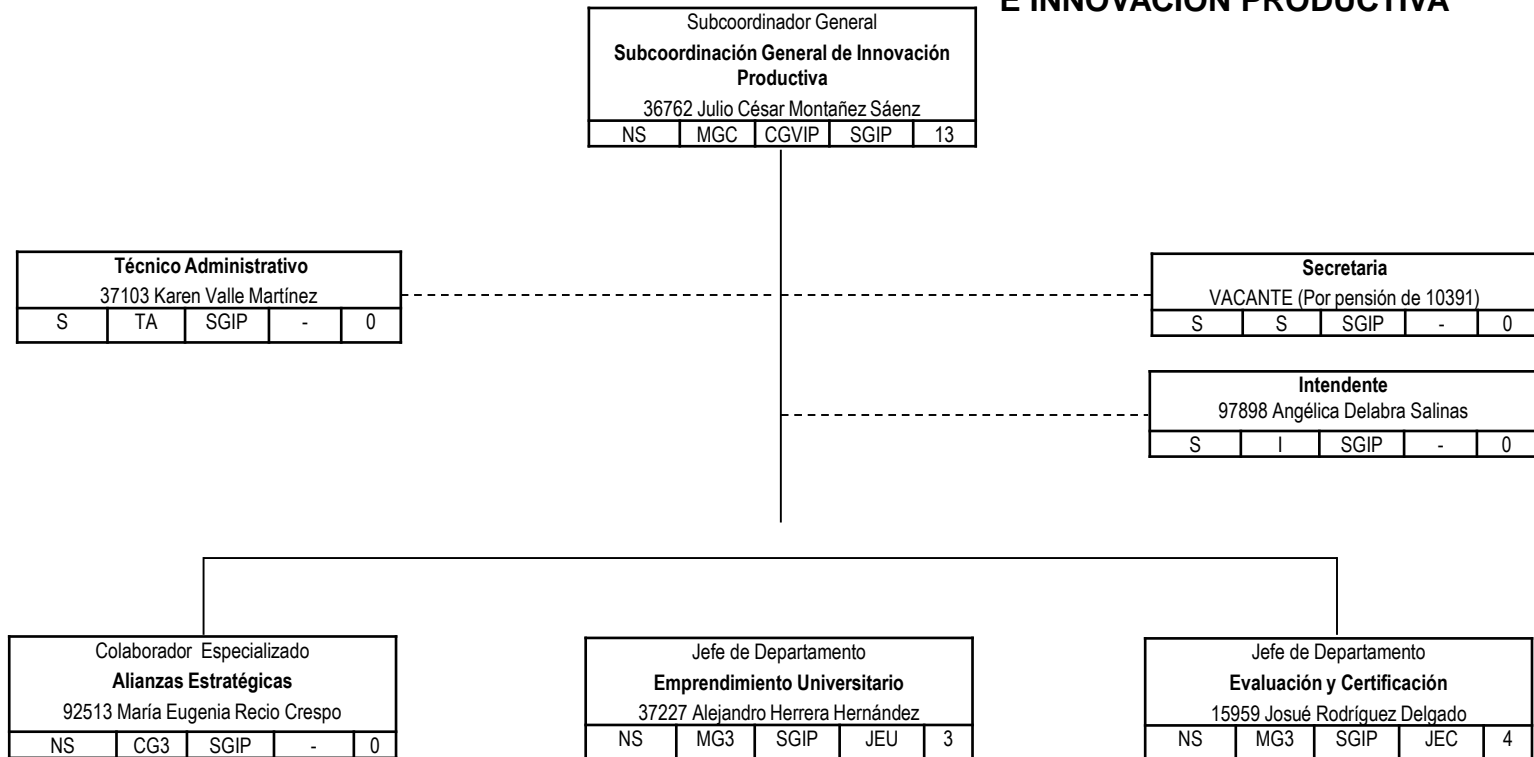 E INNOVACIÓN PRODUCTIVA
Subcoordinador General
Subcoordinación General de Innovación
Productiva
36762 Julio César Montañez Sáenz
NS MGC CGVIP SGIP 13
Técnico Administrativo
37103 Karen Valle Martínez
S TA SGIP - 0
Secretaria
VACANTE (Por pensión de 10391)
S S SGIP - 0
Intendente
97898 Angélica Delabra Salinas
S I SGIP - 0
Colaborador Especializado
Alianzas Estratégicas
92513 María Eugenia Recio Crespo
NS CG3 SGIP - 0
Jefe de Departamento
Emprendimiento Universitario
37227 Alejandro Herrera Hernández
NS MG3 SGIP JEU 3
Jefe de Departamento
Evaluación y Certificación
15959 Josué Rodríguez Delgado
NS MG3 SGIP JEC 4